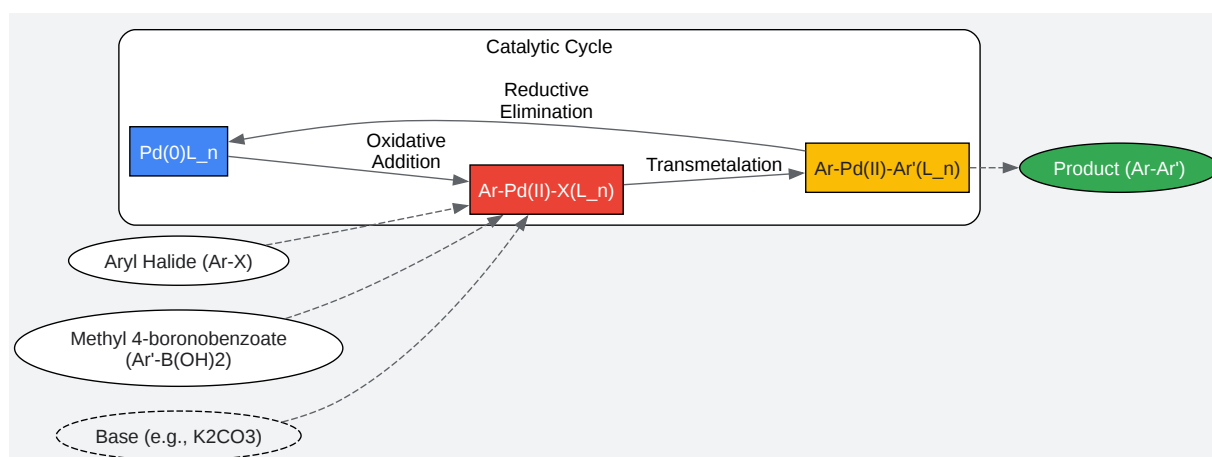 Catalytic Cycle
Reductive
Elimination
Pd(0)L_n
Oxidative
Addition
Ar-Pd(II)-X(L_n)
Transmetalation
Ar-Pd(II)-Ar'(L_n)
Product (Ar-Ar')
Aryl Halide (Ar-X)
Methyl 4-boronobenzoate
(Ar'-B(OH)2)
Base (e.g., K2CO3)